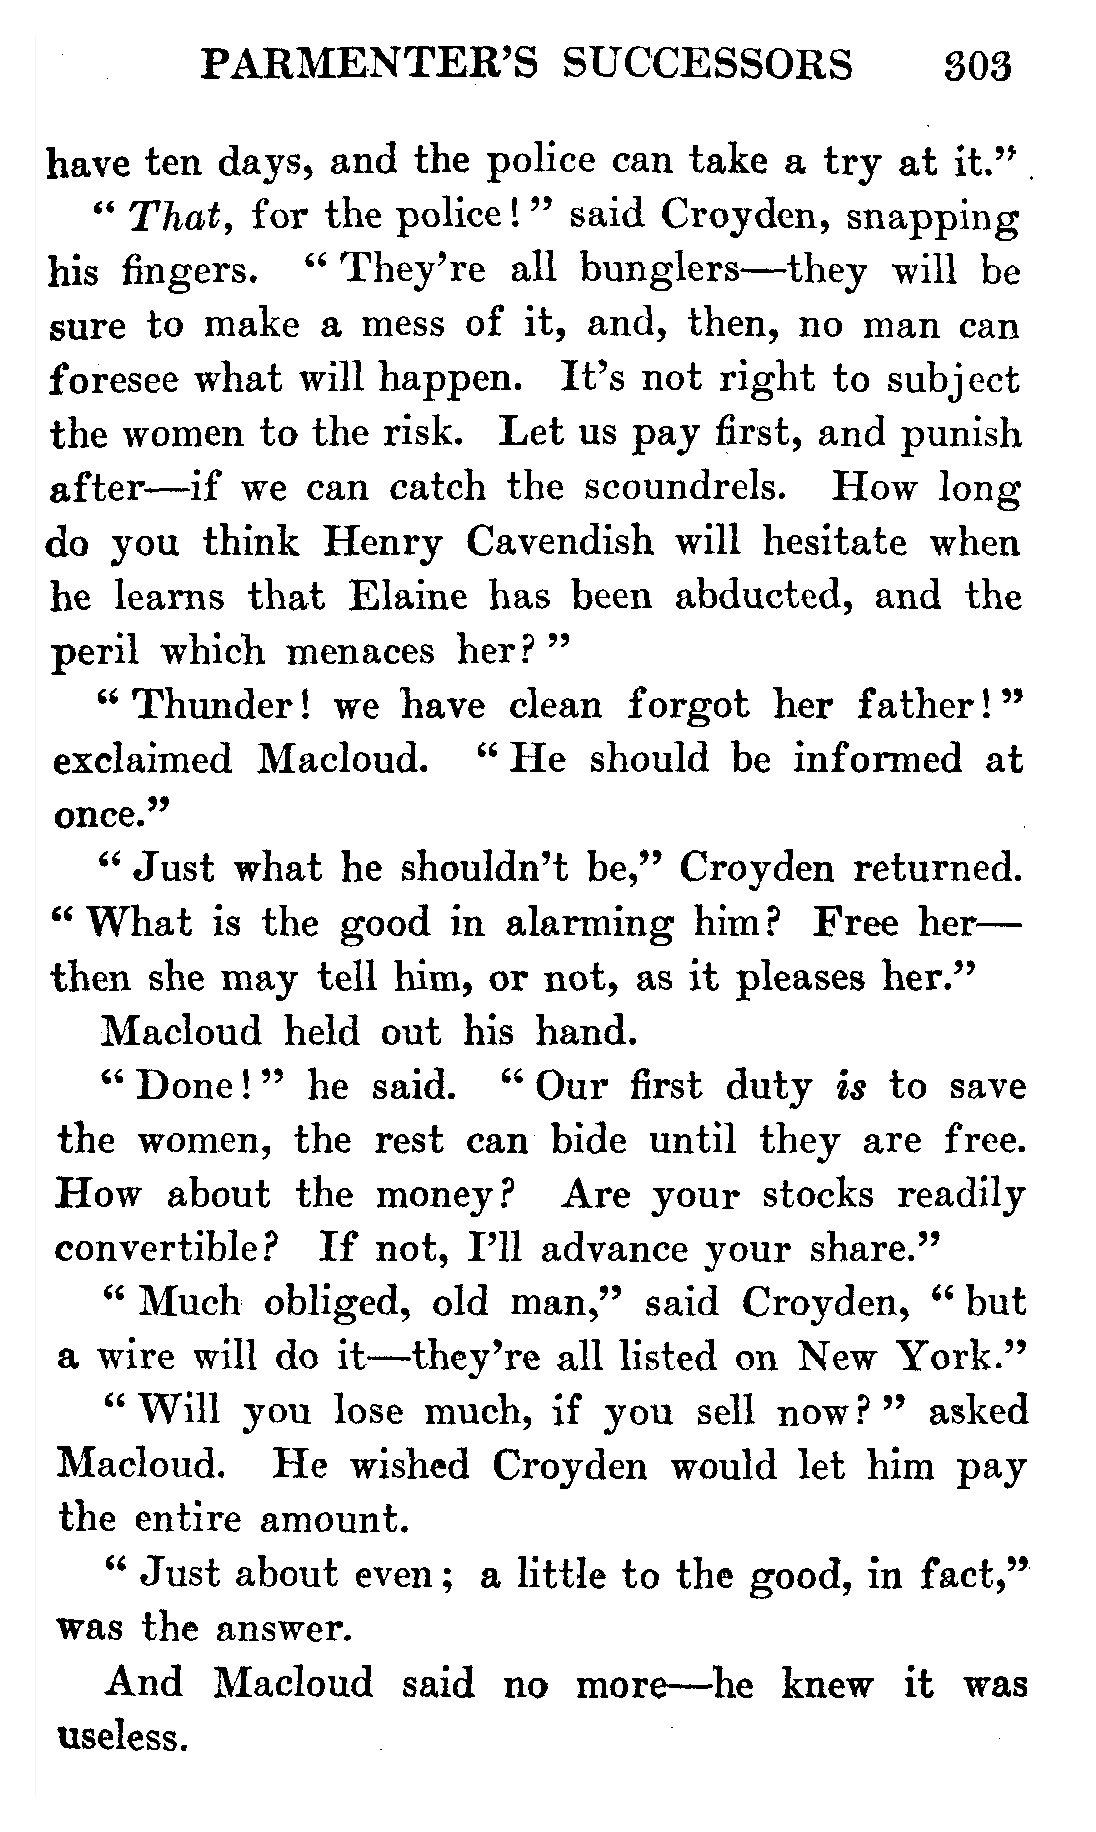 PARMENTER'S SUCCESSORS 303
have ten days, and the police can take a try at it."
"That, for the police!" said Croyden, snapping
his fingers. "They're all bunglers—they will be
sure to make a mess of it, and, then, no man can
foresee what will happen. It's not right to subject
the women to the risk. Let us pay first, and punish
after—if we can catch the scoundrels. How long
do you think Henry Cavendish will hesitate when
he learns that Elaine has been abducted, and the
peril which menaces her?"
"Thunder! we have clean forgot her father!"
exclaimed Macloud. "He should be informed at
once."
"Just what he shouldn't be," Croyden returned.
"What is the good in alarming him? Free her—
then she may tell him, or not, as it pleases her."
Macloud held out his hand.
"Done!" he said. "Our first duty is to save
the women, the rest can bide until they are free.
How about the money? Are your stocks readily
convertible? If not, I'll advance your share."
"Much obliged, old man," said Croyden, "but
a wire will do it—they're all listed on New York."
"Will you lose much, if you sell now?" asked
Macloud. He wished Croyden would let him pay
the entire amount.
"Just about even; a little to the good, in fact,"
was the answer.
And Macloud said no more—he knew it was
useless.